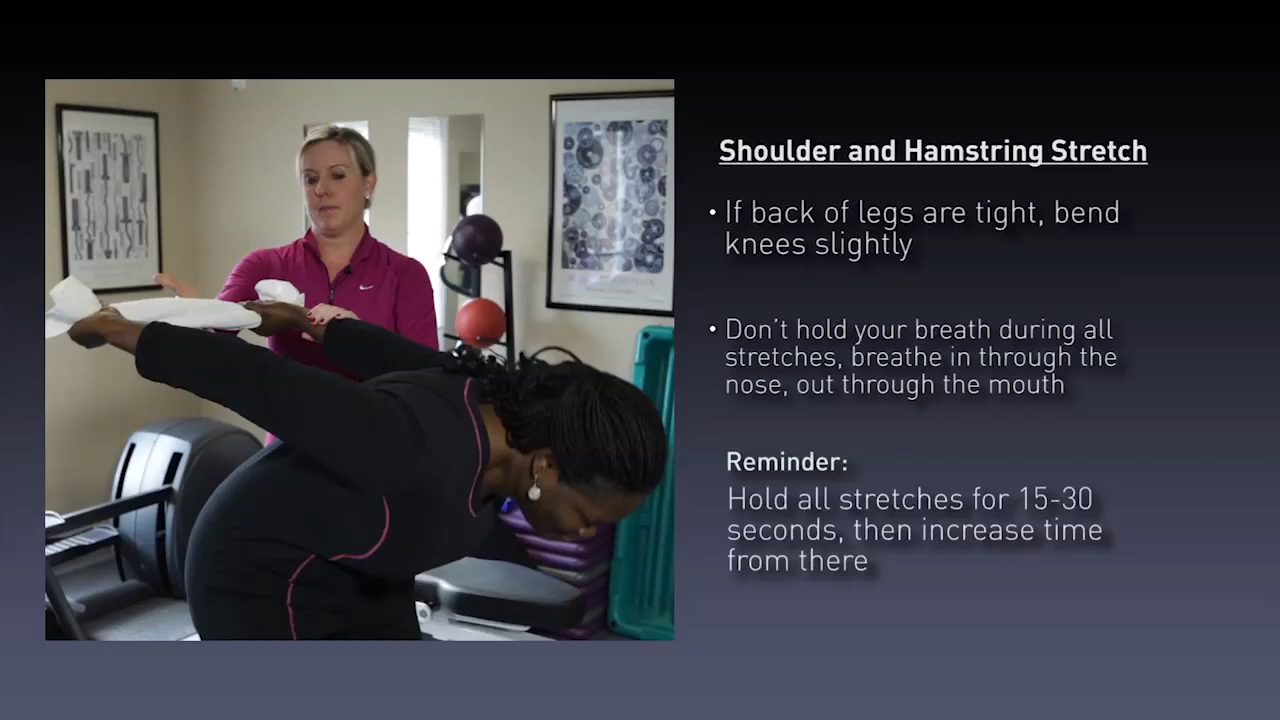 Shoulder and Hamstring Stretch
• If back of legs are tight, bend
knees slightly
• Don't hold your breath during all
stretches, breathe in through the
nose, out through the mouth
Reminder:
Hold all stretches for 15-30
seconds, then increase time
from there